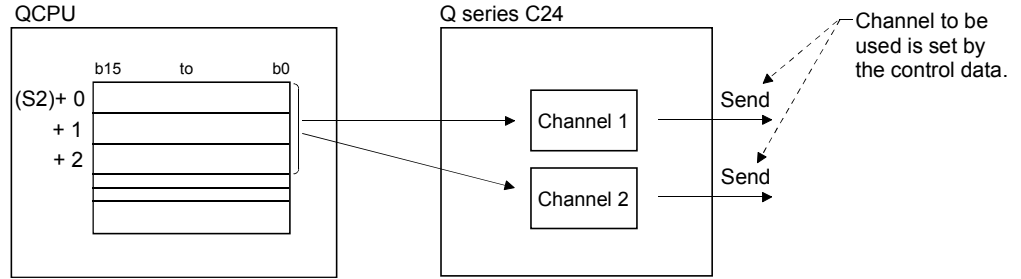 QCPU
Q series C24
Channel to be
used is set by
the control data.
b15 to b0
(S2)+ 0
+ 1
+ 2
Channel 1
Send
Channel 2
Send